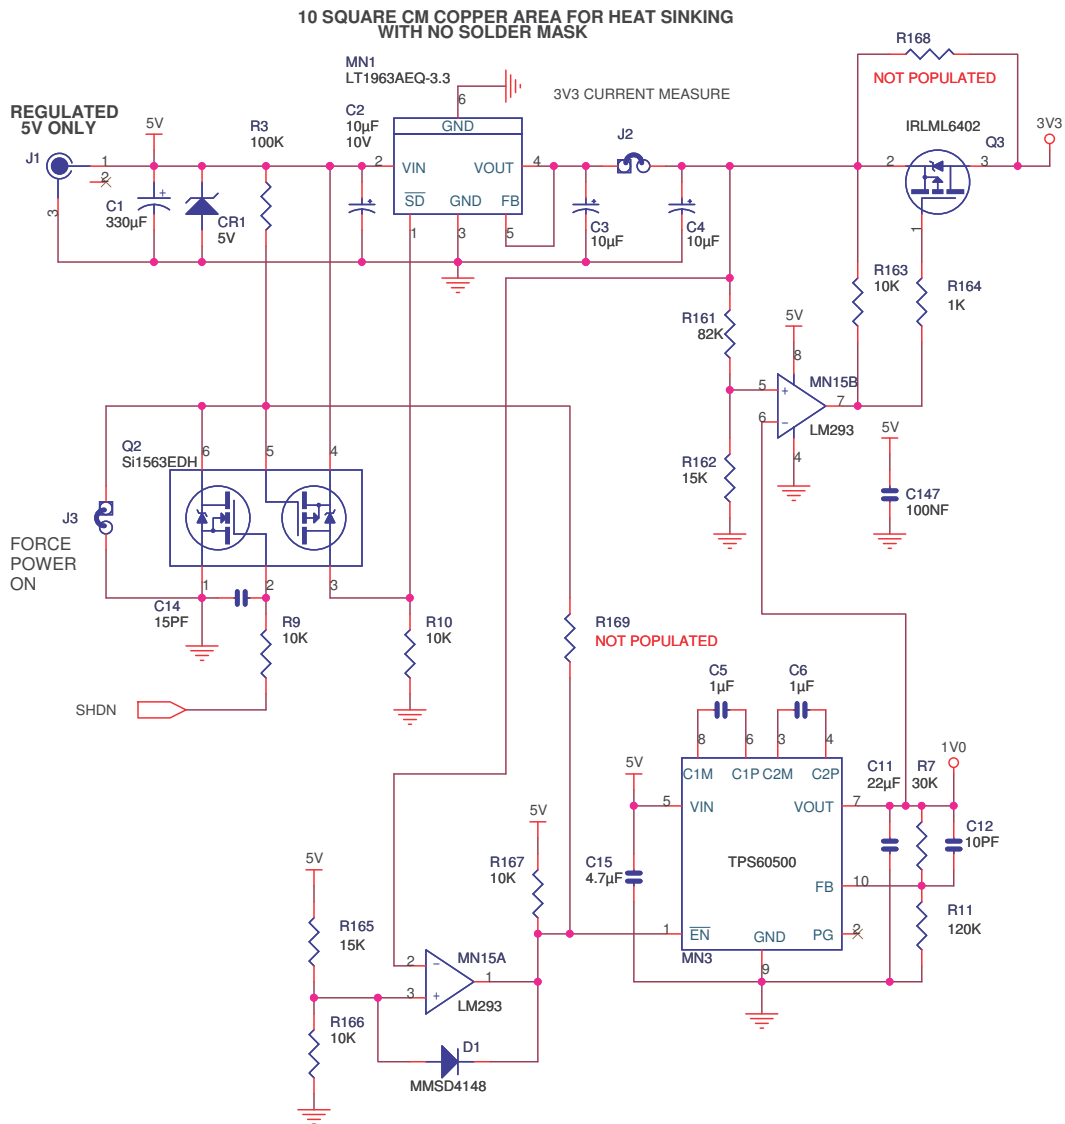 10 SQUARE CM COPPER AREA FOR HEAT SINKING
WITH NO SOLDER MASK
R168
NOT POPULATED
MN1
LT1963AEQ-3.3
6
GND
3V3 CURRENT MEASURE
REGULATED
5V ONLY
5V
R3
100K
C2
10µF
10V
J2
IRLML6402
Q3
3V3
J1
1
2
3
2
VIN
VOUT
4
SD
GND
FB
1
3
5
2
3
1
C1
330µF
+
CR1
5V
+
+
C3
10µF
+
C4
10µF
R163
10K
R164
1K
R161
82K
5V
8
5
+
MN15B
7
6
−
LM293
4
R162
15K
5V
C147
100NF
Q2
Si1563EDH
6
5
4
J3
FORCE
POWER
ON
1
2
3
C14
15PF
R9
10K
R10
10K
R169
NOT POPULATED
SHDN
C5
1µF
C6
1µF
8
6
3
4
C1M
C1P
C2M
C2P
5V
5
VIN
VOUT
7
C11
22µF
R7
30K
1V0
C12
10PF
5V
R167
10K
C15
4.7µF
TPS60500
FB
10
5V
R165
15K
R11
120K
1
EN
GND
PG
2
MN3
9
2
−
MN15A
1
3
+
LM293
R166
10K
D1
MMSD4148